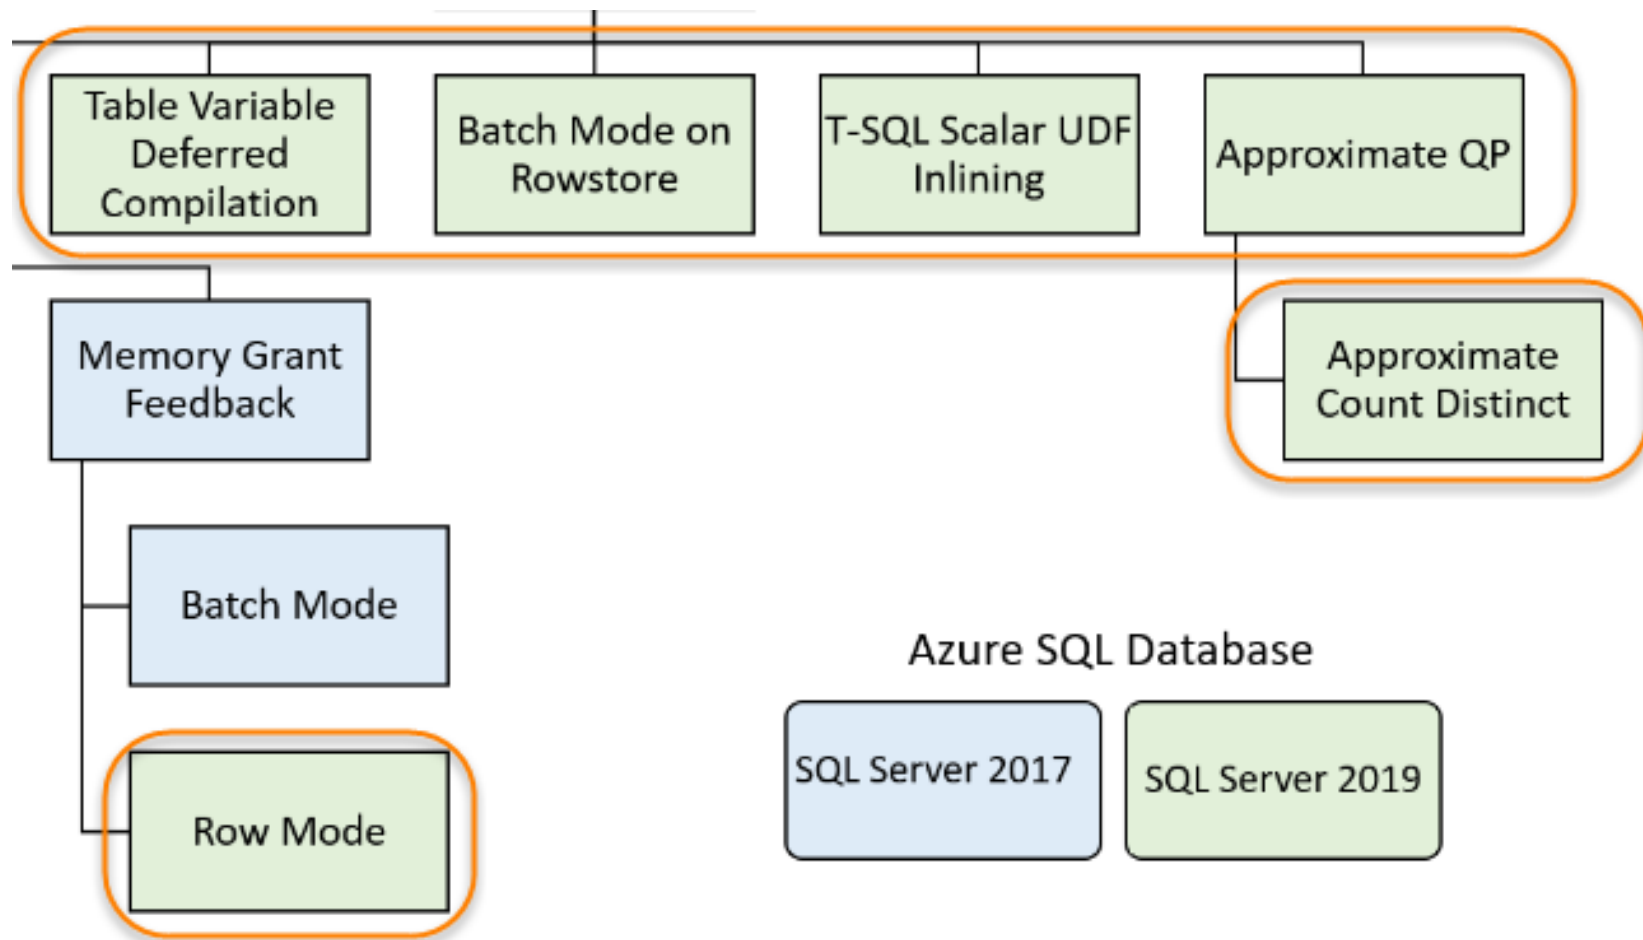 Table Variable
Deferred
Compilation
Batch Mode on
Rowstore
T-SQL Scalar UDF
Inlining
Approximate QP
Memory Grant
Feedback
Approximate
Count Distinct
Batch Mode
Row Mode
Azure SQL Database
SQL Server 2017
SQL Server 2019